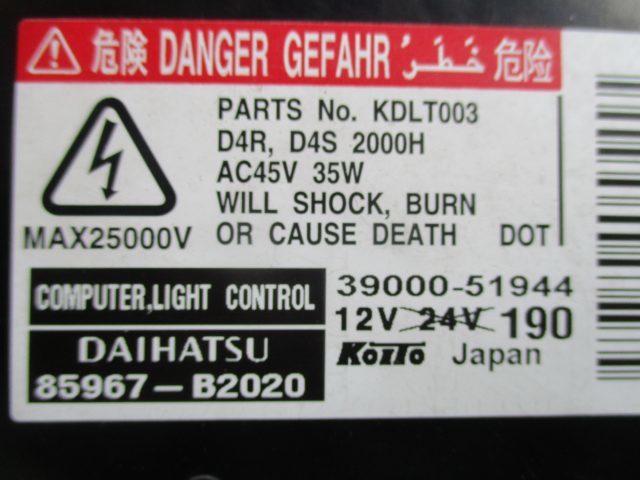 危険 DANGER GEFAHR خَطَرْ 危险
PARTS No. KDLT003
D4R, D4S 2000H
AC45V 35W
WILL SHOCK, BURN
OR CAUSE DEATH DOT
MAX25000V
COMPUTER,LIGHT CONTROL
DAIHATSU
85967-B2020
39000-51944
12V 24V 190
KOITO Japan